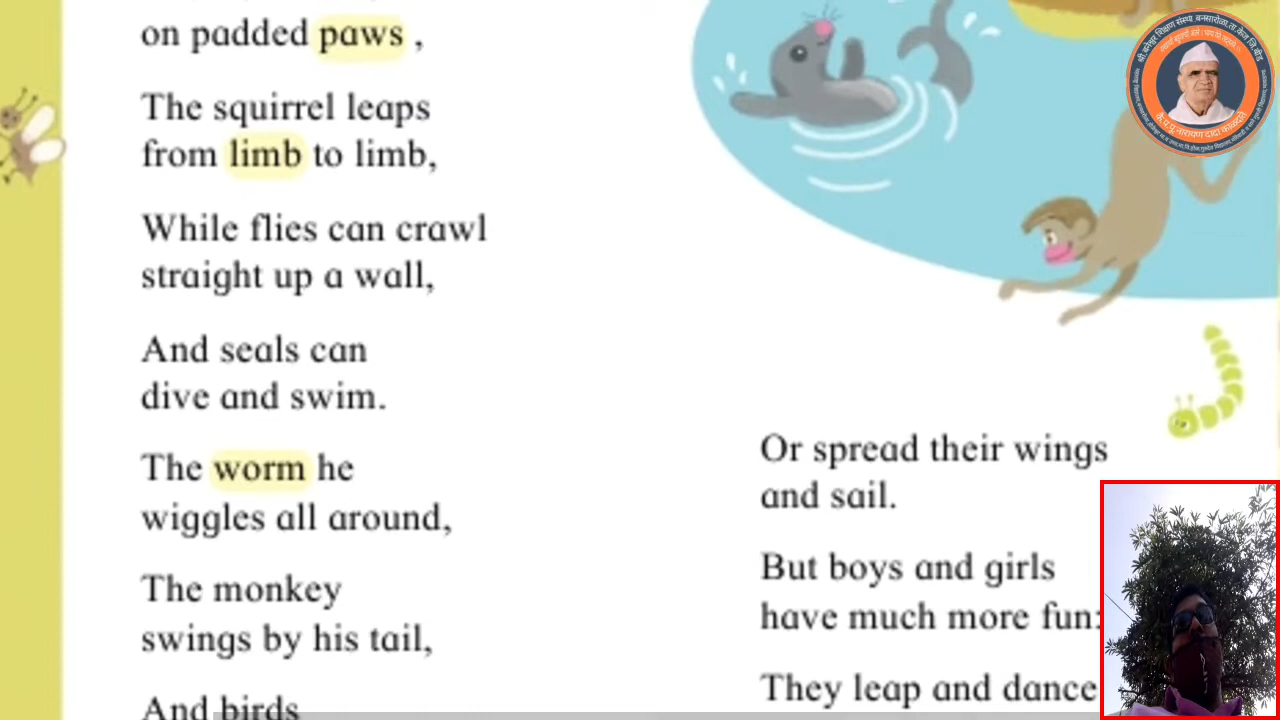 on padded paws ,
The squirrel leaps
from limb to limb,
While flies can crawl
straight up a wall,
And seals can
dive and swim.
The worm he
wiggles all around,
The monkey
swings by his tail,
And birds
Or spread their wings
and sail.
But boys and girls
have much more fun:
They leap and dance